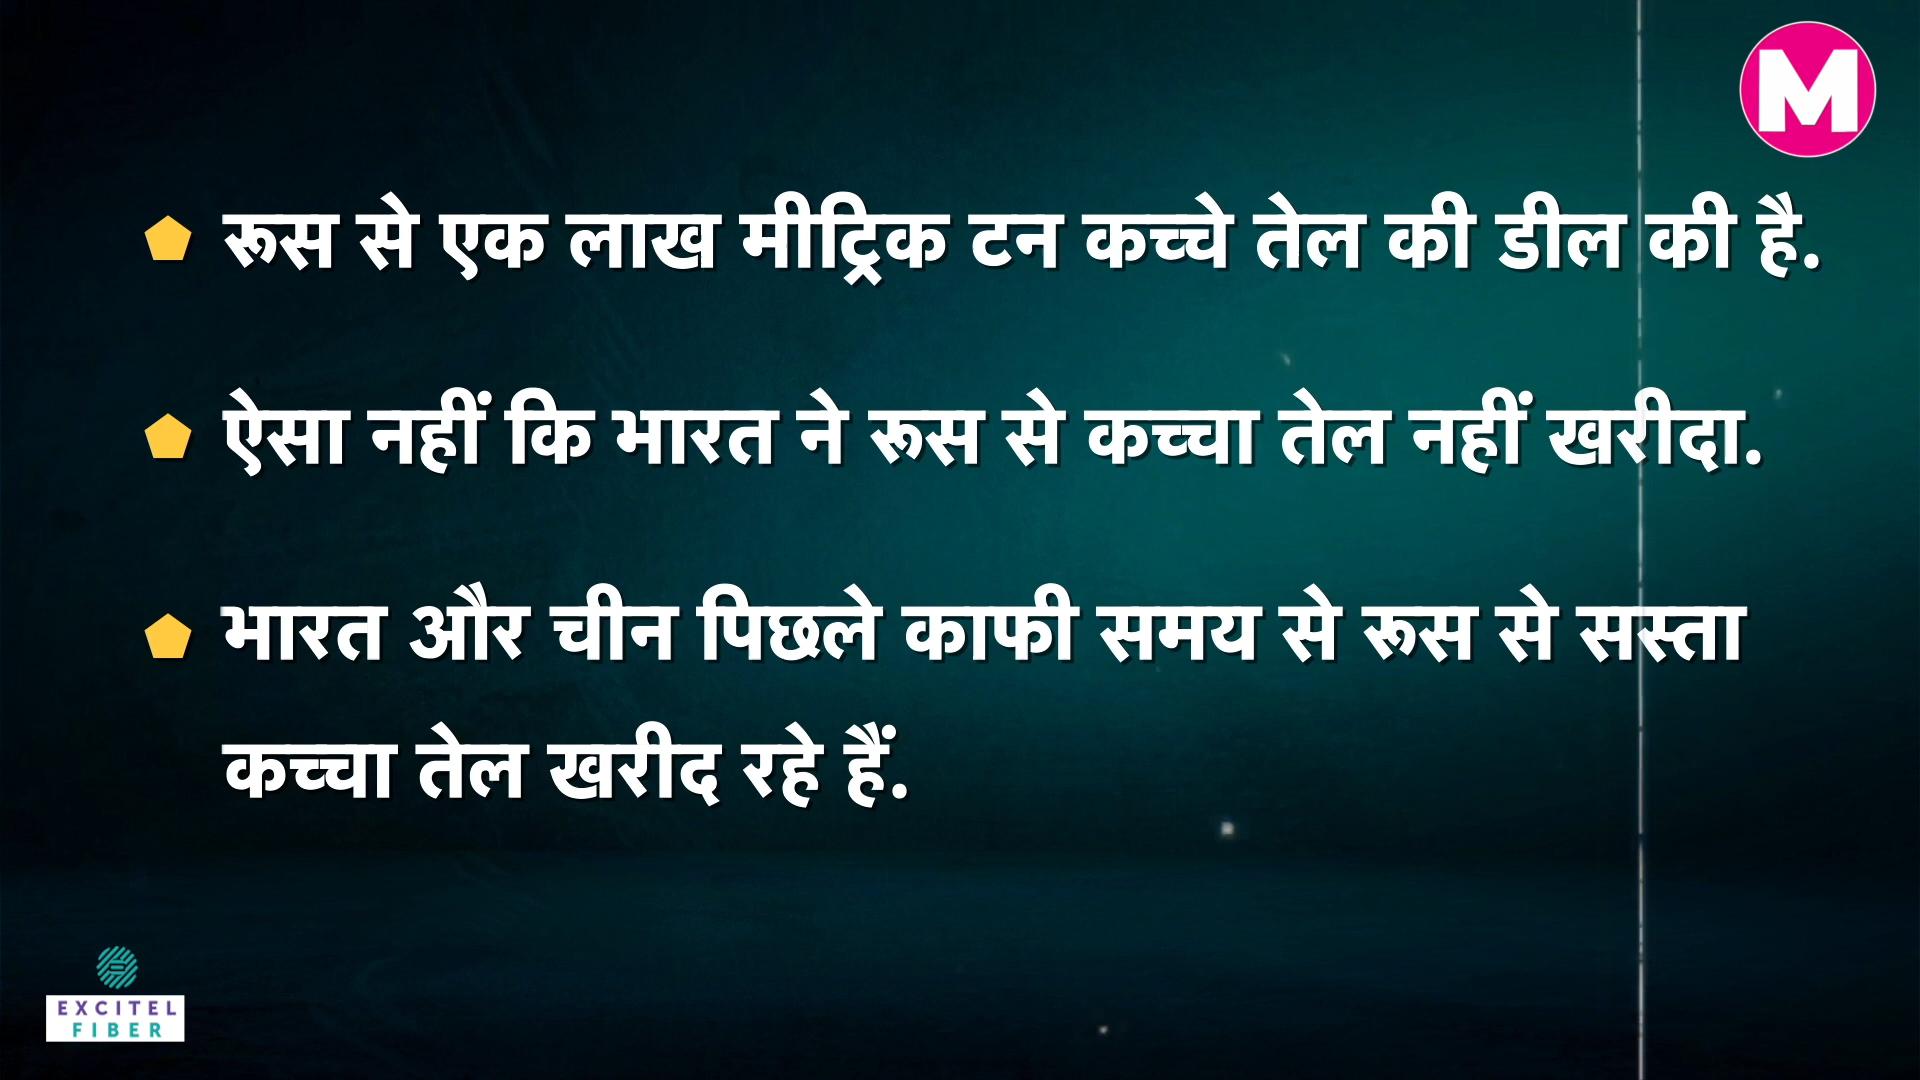 M
रूस से एक लाख मीट्रिक टन कच्चे तेल की डील की है.
ऐसा नहीं कि भारत ने रूस से कच्चा तेल नहीं खरीदा.
भारत और चीन पिछले काफी समय से रूस से सस्ता
कच्चा तेल खरीद रहे हैं.
EXCITEL
FIBER